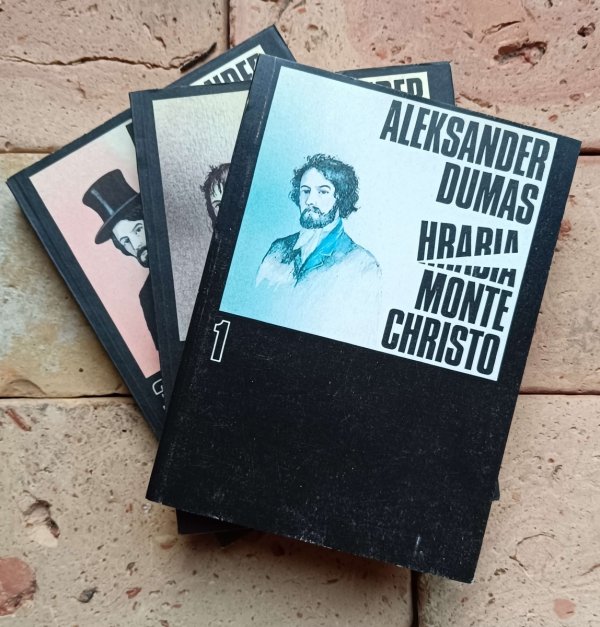 ALEKSANDER
DUMAS
HRABIA
MONTE
CHRISTO
1